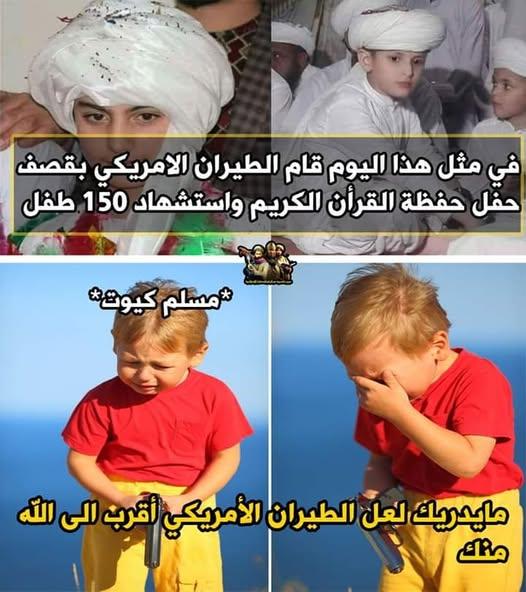 في مثل هذا اليوم قام الطيران الامريكي بقصف
حفل حفظة القرأن الكريم واستشهاد 150 طفل
*مسلم كيوت*
مايدريك لعل الطيران الأمريكي أقرب الى الله
منك